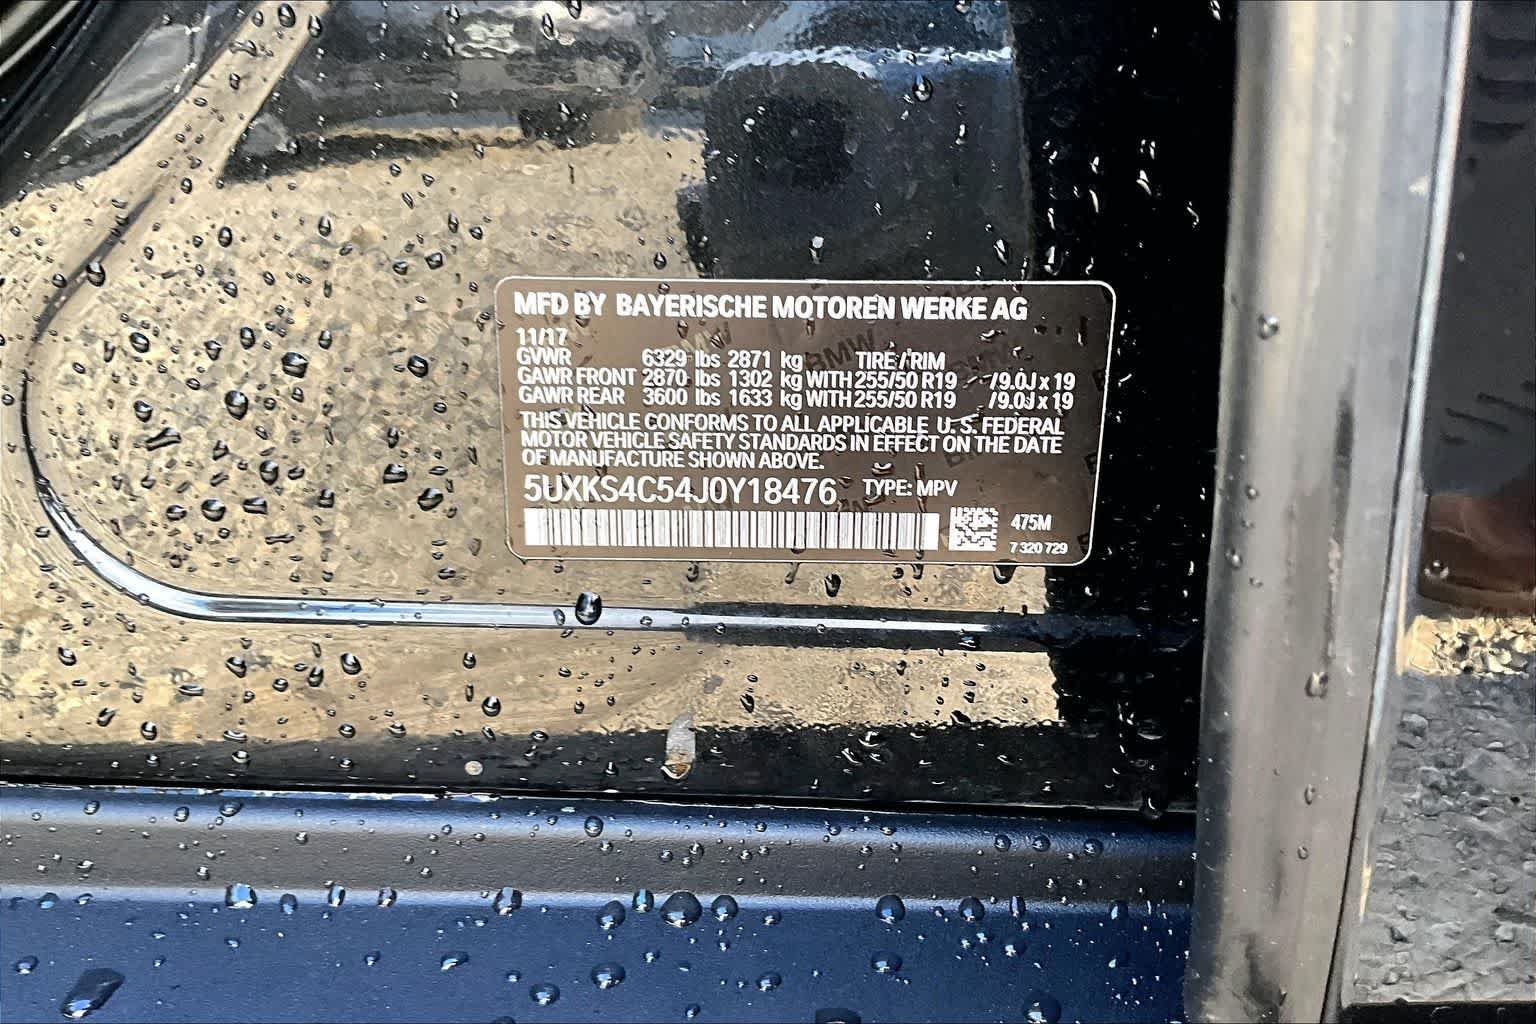 MFD BY BAYERISCHE MOTOREN WERKE AG
11/17
GVWR 6329 lbs 2871 kg TIRE / RIM
GAWR FRONT 2870 lbs 1302 kg WITH 255/50 R19 /9.0J x 19
GAWR REAR 3600 lbs 1633 kg WITH 255/50 R19 /9.0J x 19
THIS VEHICLE CONFORMS TO ALL APPLICABLE U. S. FEDERAL
MOTOR VEHICLE SAFETY STANDARDS IN EFFECT ON THE DATE
OF MANUFACTURE SHOWN ABOVE.
5UXKS4C54J0Y18476 TYPE: MPV
475M
7 320 729